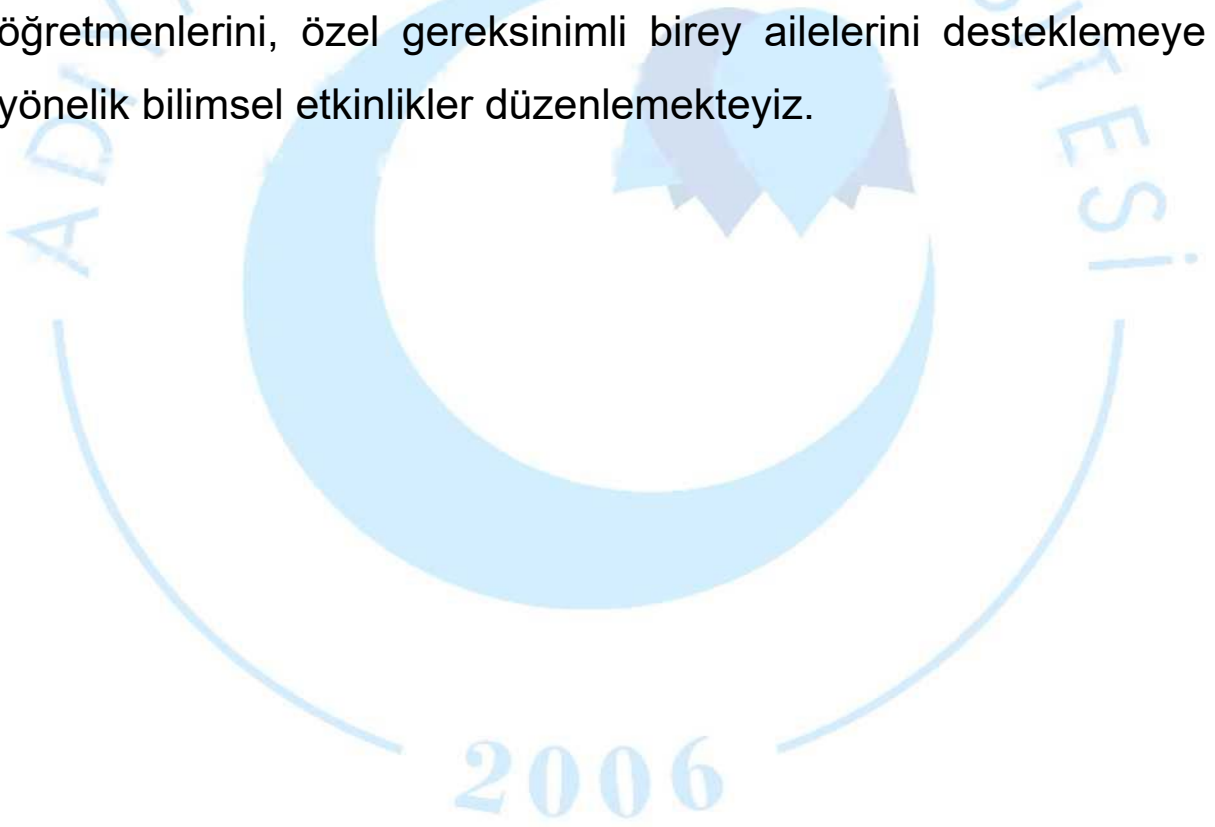 öğretmenlerini, özel gereksinimli birey ailelerini desteklemeye
yönelik bilimsel etkinlikler düzenlemekteyiz.
2006